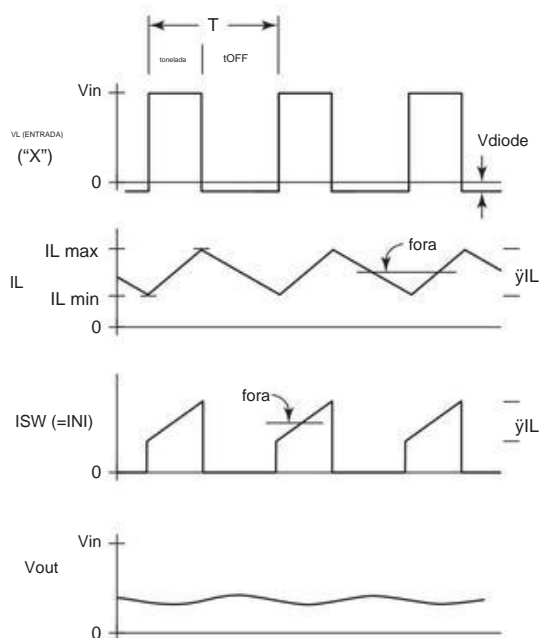 T
tonelada
tOFF
Vin
VL (ENTRADA)
("X")
0
Vdiode
IL max
IL
IL min
0
fora
ÿIL
ISW (=INI)
0
fora
ÿIL
Vin
Vout
0